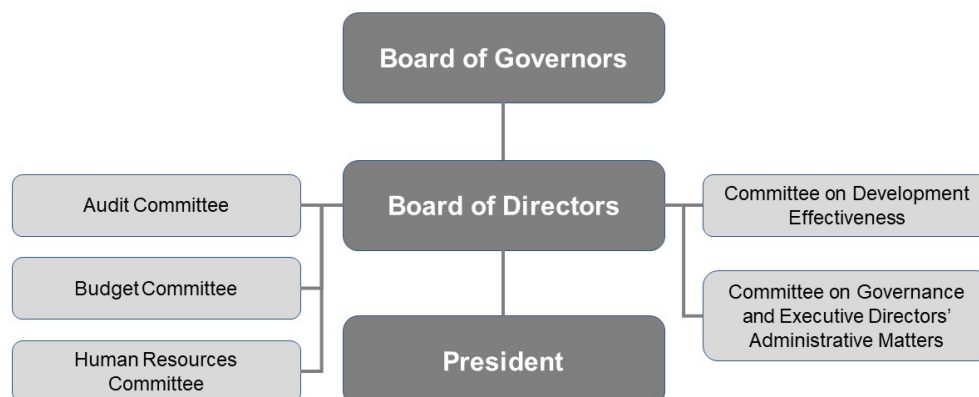 Board of Governors
Board of Directors
Audit Committee
Committee on Development
Effectiveness
Budget Committee
Committee on Governance
and Executive Directors’
Administrative Matters
Human Resources
Committee
President